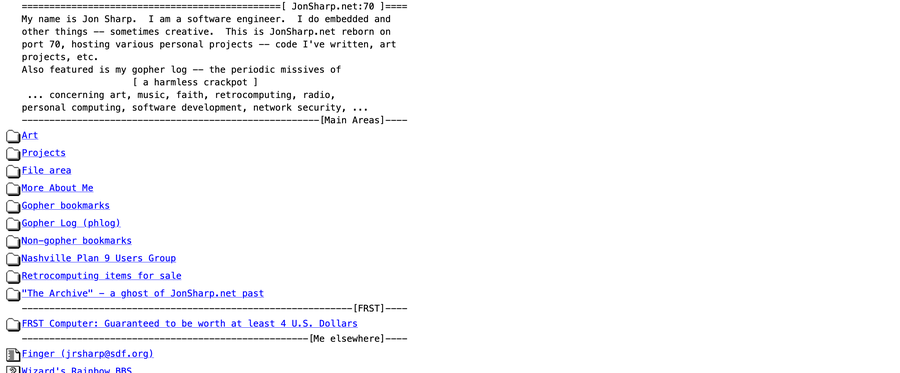 ===============================================[ JonSharp.net:70 ]====
My name is Jon Sharp.  I am a software engineer.  I do embedded and
other things -- sometimes creative.  This is JonSharp.net reborn on
port 70, hosting various personal projects -- code I've written, art
projects, etc.
Also featured is my gopher log -- the periodic missives of
[ a harmless crackpot ]
... concerning art, music, faith, retrocomputing, radio,
personal computing, software development, network security, ...
------------------------------------------------------[Main Areas]----
Art
Projects
File area
More About Me
Gopher bookmarks
Gopher Log (phlog)
Non-gopher bookmarks
Nashville Plan 9 Users Group
Retrocomputing items for sale
"The Archive" - a ghost of JonSharp.net past
------------------------------------------------------------[FRST]----
FRST Computer: Guaranteed to be worth at least 4 U.S. Dollars
----------------------------------------------------[Me elsewhere]----
Finger (jrsharp@sdf.org)
Wizard's Rainbow BBS